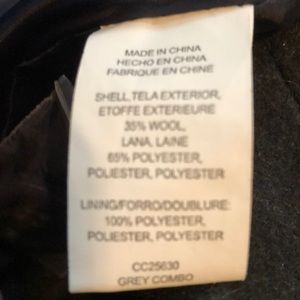 MADE IN CHINA
HECHO EN CHINA
FABRIQUE EN CHINE
SHELL,TELA EXTERIOR,
ETOFFE EXTERIEURE
35% WOOL,
LANA, LAINE
65% POLYESTER,
POLIESTER, POLYESTER
LINING/FORRO/DOUBLURE:
100% POLYESTER,
POLIESTER, POLYESTER
CC25630
GREY COMBO